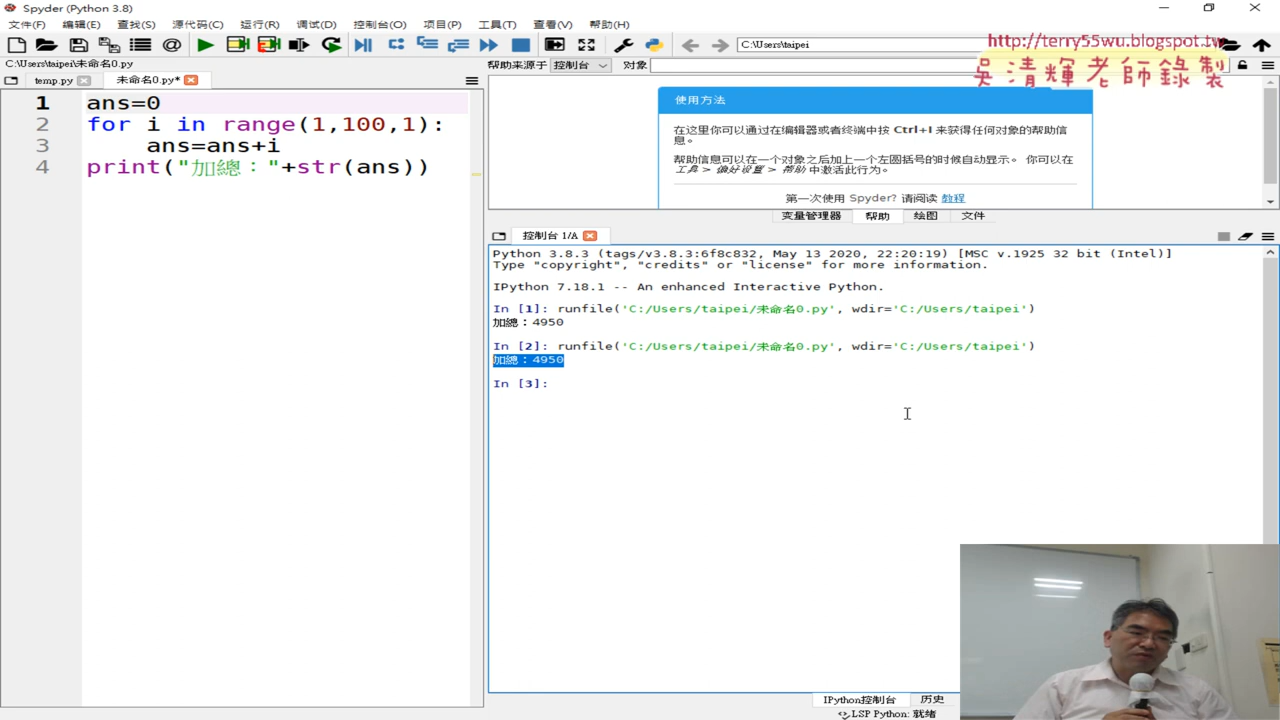 Spyder (Python 3.8)
文件(F) 编辑(E) 查找(S) 源代码(C) 运行(R) 调试(D) 控制台(O) 项目(P) 工具(T) 查看(V) 帮助(H)
C:\Users\taipei
http://terry55wu.blogspot.tw
吳清輝老師錄製
C:\Users\taipei\未命名0.py
temp.py 未命名0.py*
1 ans=0
2 for i in range(1,100,1):
3 ans=ans+i
4 print("加總："+str(ans))
帮助来源于 控制台 对象
使用方法
在这里你可以通过在编辑器或者终端中按 Ctrl+I 来获得任何对象的帮助信
息。
帮助信息可以在一个对象之后加上一个左圆括号的时候自动显示。 你可以在
工具 > 偏好设置 > 帮助 中激活此行为。
第一次使用 Spyder? 请阅读 教程
变量管理器 帮助 绘图 文件
控制台 1/A
Python 3.8.3 (tags/v3.8.3:6f8c832, May 13 2020, 22:20:19) [MSC v.1925 32 bit (Intel)]
Type "copyright", "credits" or "license" for more information.
IPython 7.18.1 -- An enhanced Interactive Python.
In [1]: runfile('C:/Users/taipei/未命名0.py', wdir='C:/Users/taipei')
加總：4950
In [2]: runfile('C:/Users/taipei/未命名0.py', wdir='C:/Users/taipei')
加總：4950
In [3]:
IPython控制台 历史
LSP Python: 就绪